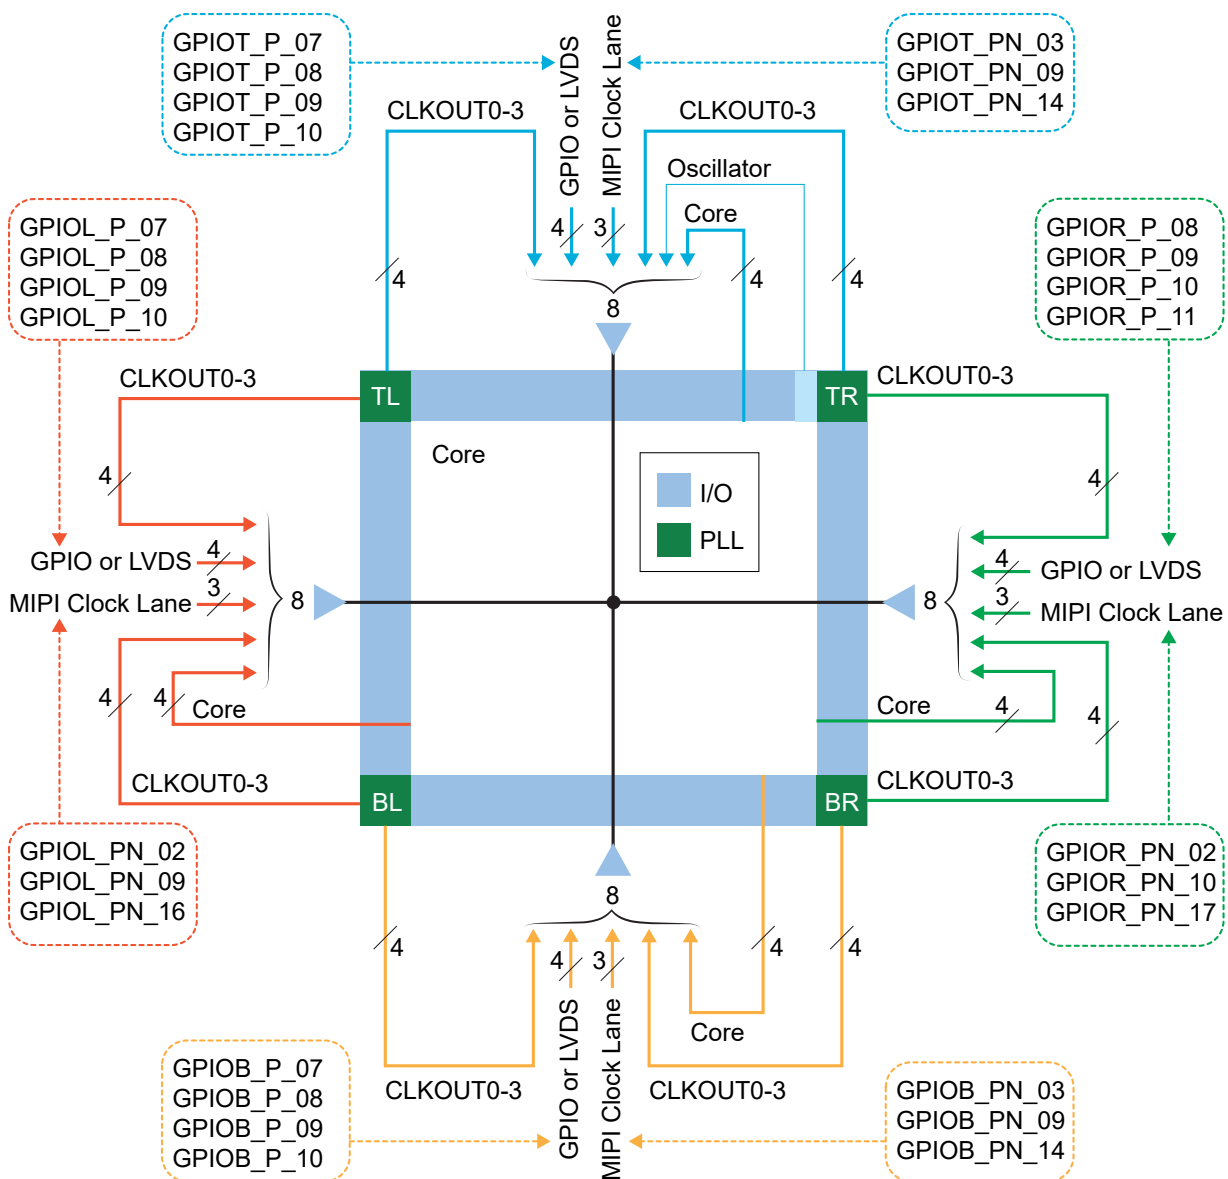 GPIOT_P_07
GPIOT_P_08
GPIOT_P_09
GPIOT_P_10
GPIO or LVDS
MIPI Clock Lane
GPIOT_PN_03
GPIOT_PN_09
GPIOT_PN_14
CLKOUT0-3
CLKOUT0-3
Oscillator
Core
4
3
4
4
4
8
GPIOL_P_07
GPIOL_P_08
GPIOL_P_09
GPIOL_P_10
GPIOR_P_08
GPIOR_P_09
GPIOR_P_10
GPIOR_P_11
CLKOUT0-3
TL
TR
CLKOUT0-3
Core
I/O
PLL
4
4
GPIO or LVDS
4
MIPI Clock Lane
3
8
8
4
GPIO or LVDS
3
MIPI Clock Lane
4
4
Core
Core
4
4
CLKOUT0-3
BL
BR
CLKOUT0-3
GPIOL_PN_02
GPIOL_PN_09
GPIOL_PN_16
GPIOR_PN_02
GPIOR_PN_10
GPIOR_PN_17
8
4
4
3
4
4
Core
CLKOUT0-3
GPIO or LVDS
MIPI Clock Lane
CLKOUT0-3
GPIOB_P_07
GPIOB_P_08
GPIOB_P_09
GPIOB_P_10
GPIOB_PN_03
GPIOB_PN_09
GPIOB_PN_14